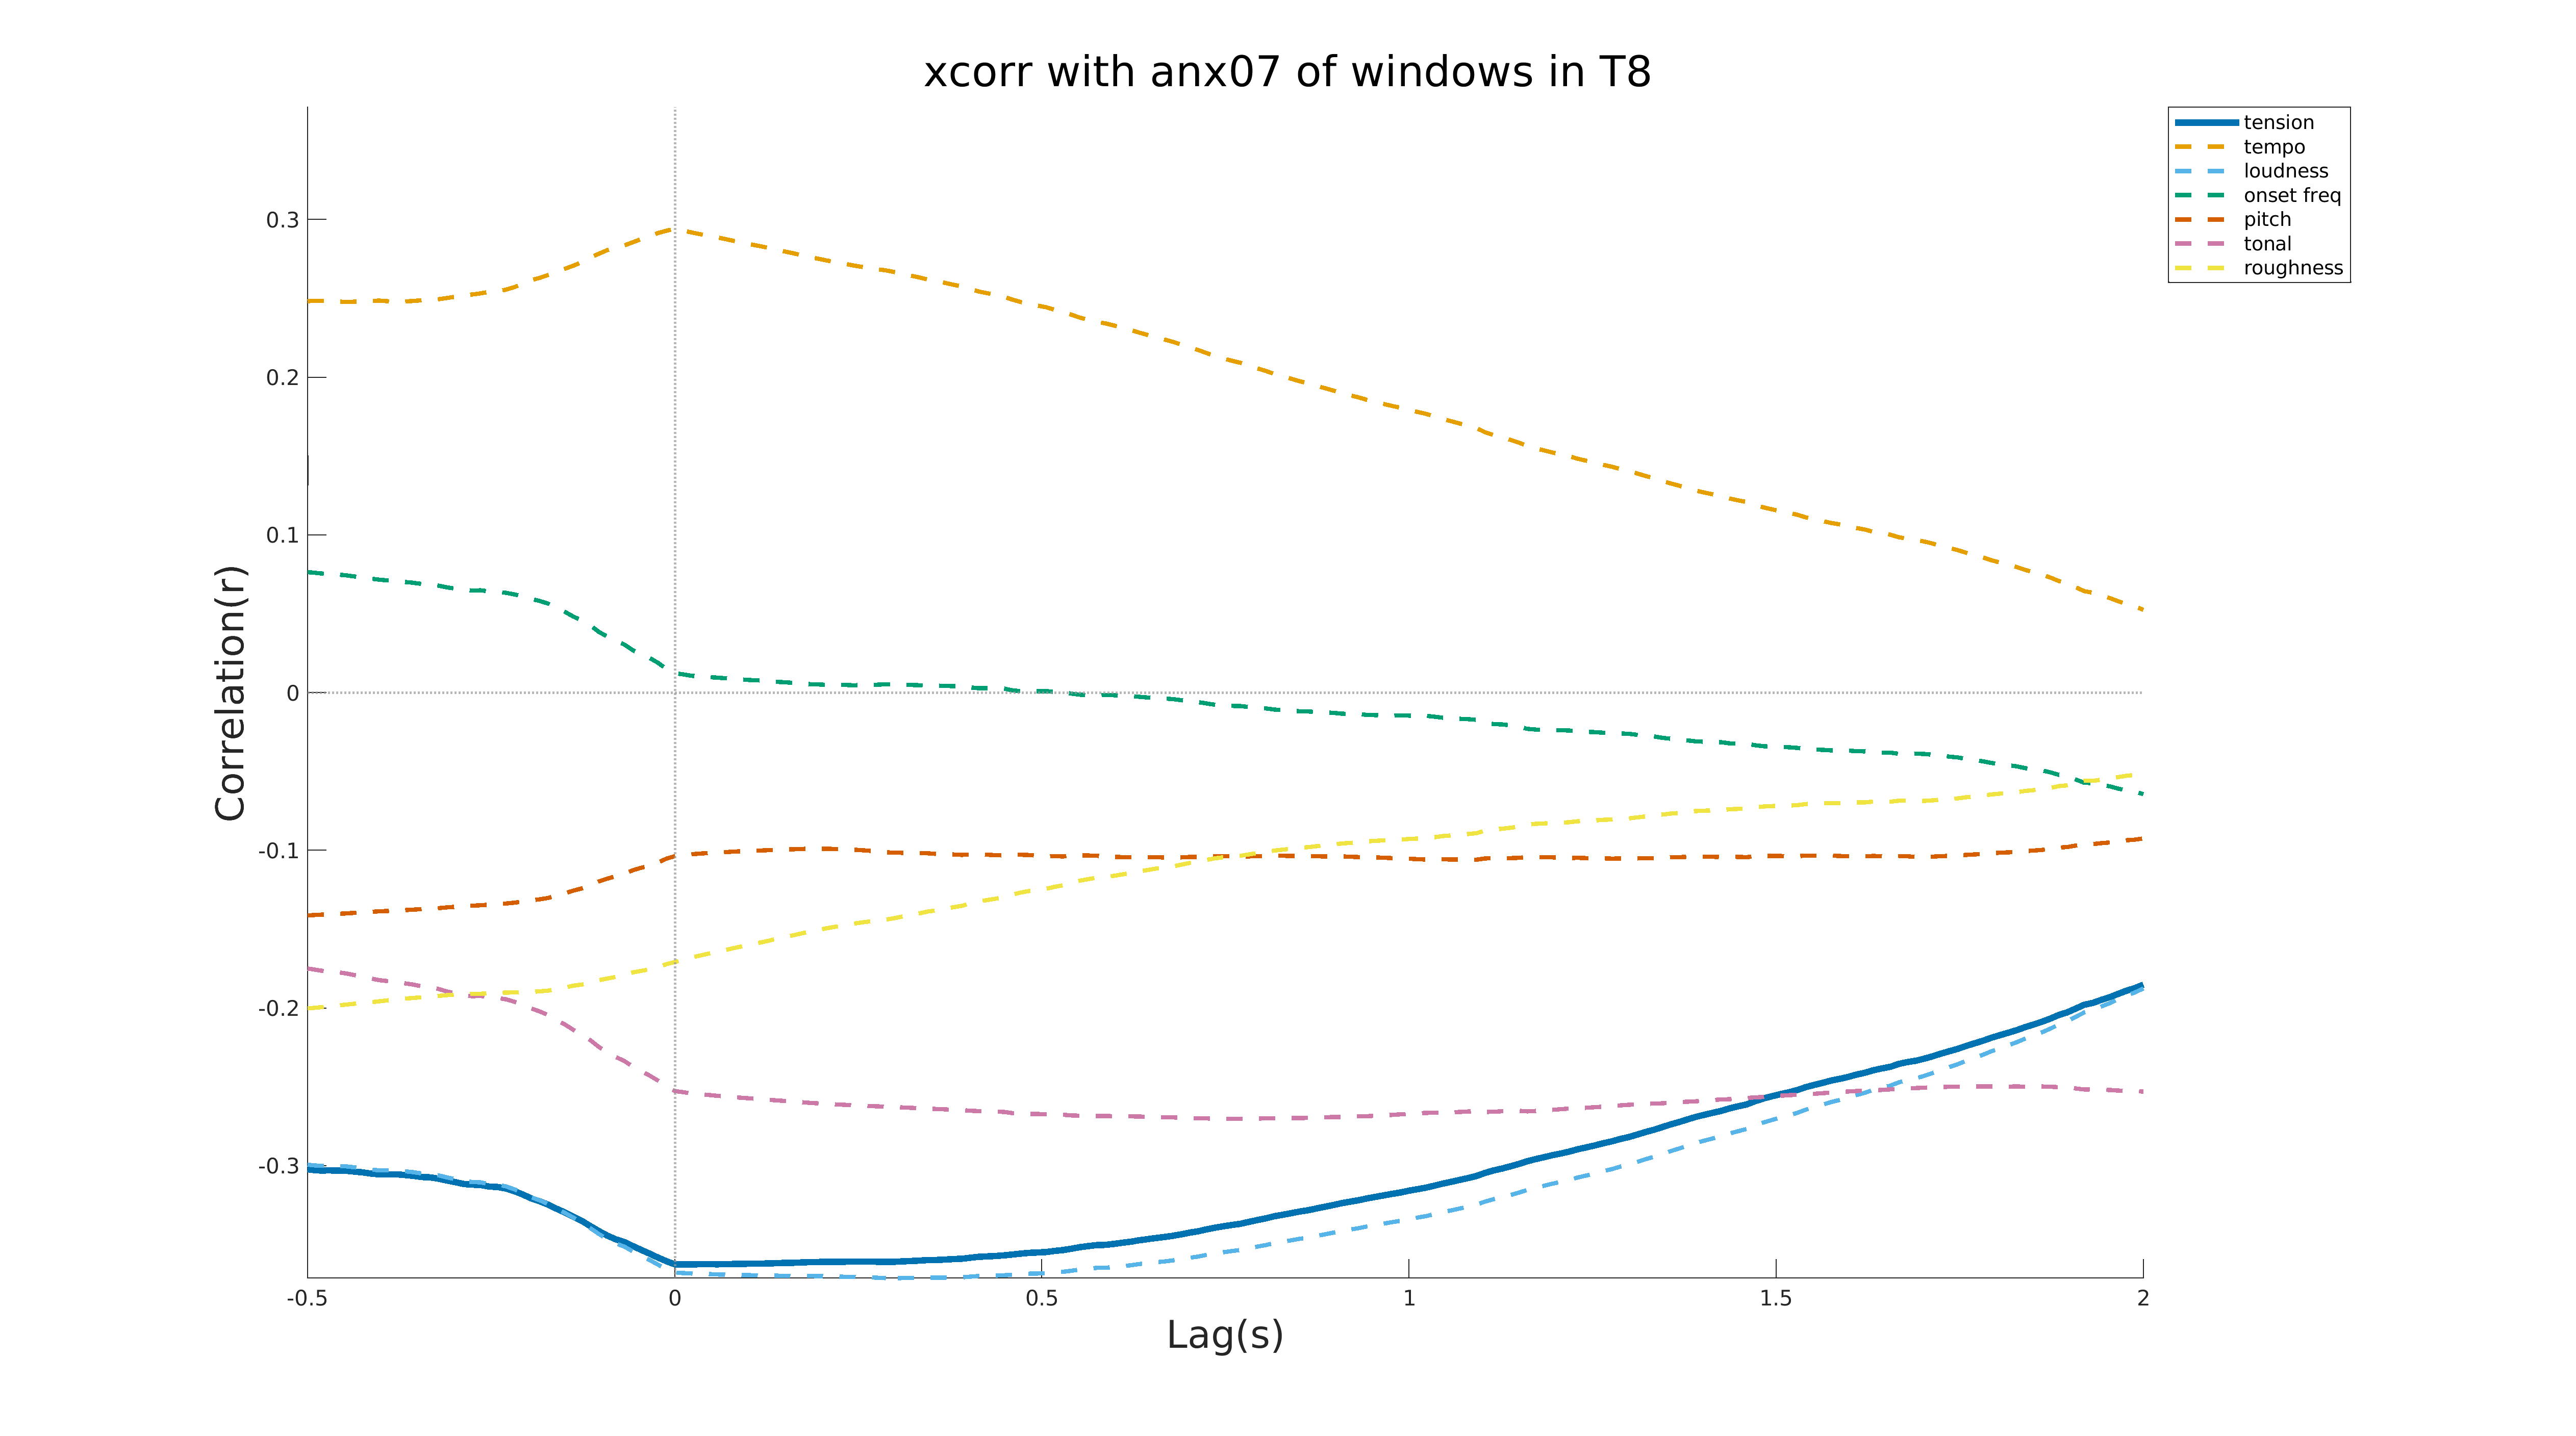 xcorr with anx07 of windows in T8
tension
tempo
loudness
onset freq
pitch
tonal
roughness
0.3
0.2
0.1
0
-0.1
-0.2
-0.3
Correlation(r)
-0.5
0
0.5
1
1.5
2
Lag(s)